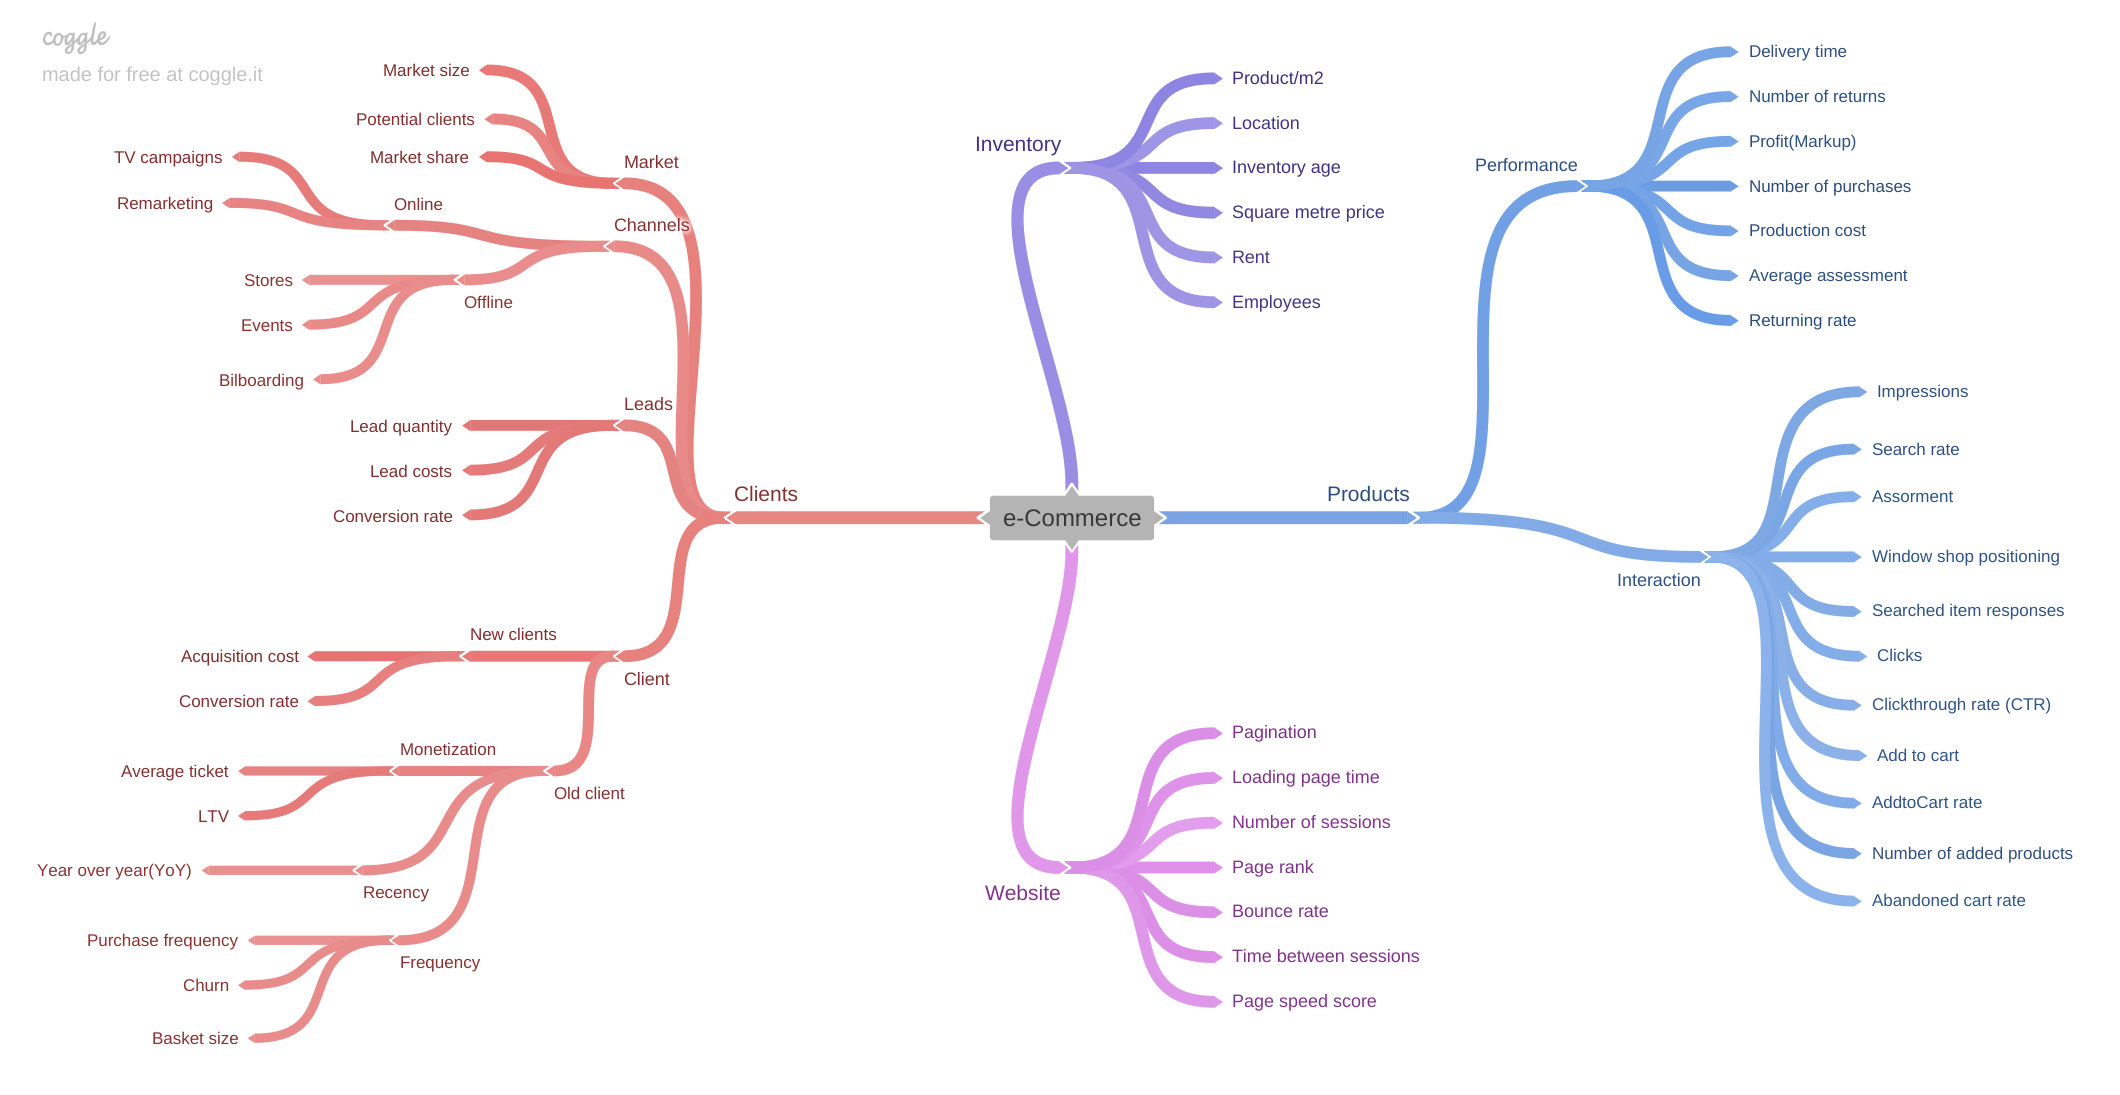 coggle
made for free at coggle.it
e-Commerce
Clients
Market
Market size
Potential clients
Market share
Channels
Online
TV campaigns
Remarketing
Offline
Stores
Events
Bilboarding
Leads
Lead quantity
Lead costs
Conversion rate
Client
New clients
Acquisition cost
Conversion rate
Old client
Monetization
Average ticket
LTV
Recency
Year over year(YoY)
Frequency
Purchase frequency
Churn
Basket size
Inventory
Product/m2
Location
Inventory age
Square metre price
Rent
Employees
Website
Pagination
Loading page time
Number of sessions
Page rank
Bounce rate
Time between sessions
Page speed score
Products
Performance
Delivery time
Number of returns
Profit(Markup)
Number of purchases
Production cost
Average assessment
Returning rate
Interaction
Impressions
Search rate
Assorment
Window shop positioning
Searched item responses
Clicks
Clickthrough rate (CTR)
Add to cart
AddtoCart rate
Number of added products
Abandoned cart rate